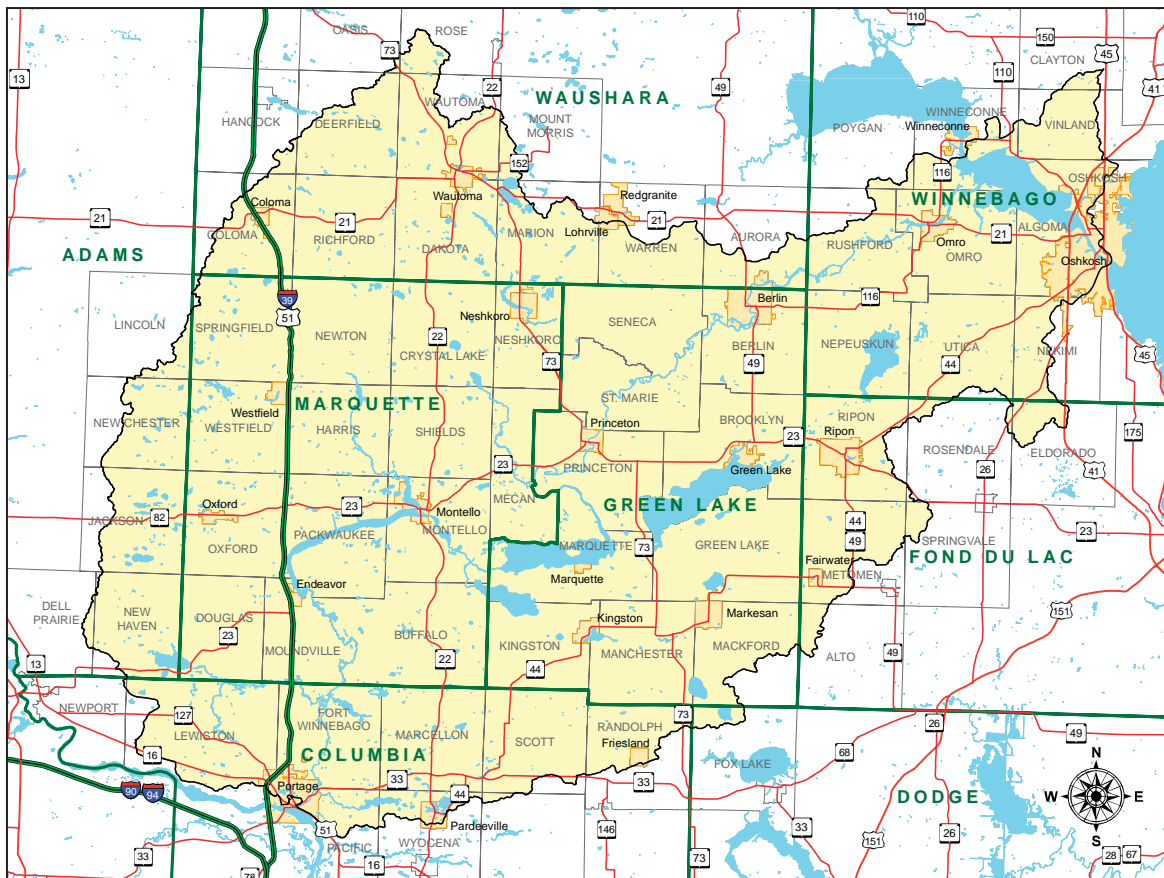 OASIS
ROSE
110
150
CLAYTON
45
73
13
22
49
110
41
WAUTOMA
WAUSHARA
HANCOCK
DEERFIELD
MOUNT
MORRIS
POYGAN
WINNECONNE
Winneconne
VINLAND
152
116
OSHKOSH
Wautoma
Redgranite
WINNEBAGO
Coloma
21
21
COLOMA
RICHFORD
DAKOTA
MARION
Lohrville
21
WARREN
AURORA
RUSHFORD
Omro
OMRO
21
ALGOMA
Oshkosh
ADAMS
39
51
Berlin
116
LINCOLN
SPRINGFIELD
NEWTON
Neshkoro
SENECA
22
CRYSTAL LAKE
NESHKORO
73
BERLIN
49
NEPEUSKUN
UTICA
44
NEKIMI
45
Westfield
MARQUETTE
ST. MARIE
NEW CHESTER
WESTFIELD
HARRIS
SHIELDS
Princeton
BROOKLYN
23
RIPON
Ripon
175
23
PRINCETON
Green Lake
ROSENDALE
26
ELDORADO
41
MECAN
Oxford
82
23
Montello
GREEN LAKE
JACKSON
PACKWAUKEE
MONTELLO
44
49
23
OXFORD
MARQUETTE
73
GREEN LAKE
SPRINGVALE
FOND DU LAC
Marquette
Fairwater
METOMEN
Endeavor
DELL
PRAIRIE
NEW
HAVEN
DOUGLAS
23
Kingston
Markesan
151
BUFFALO
MOUNDVILLE
KINGSTON
MANCHESTER
MACKFORD
ALTO
49
13
22
44
NEWPORT
127
LEWISTON
FORT
WINNEBAGO
MARCELLON
SCOTT
RANDOLPH
73
26
49
N
16
COLUMBIA
Friesland
68
FOX LAKE
33
33
90
94
Portage
44
W
E
DODGE
51
Pardeeville
146
33
151
26
S
PACIFIC
WYOCENA
33
16
73
28
67
78